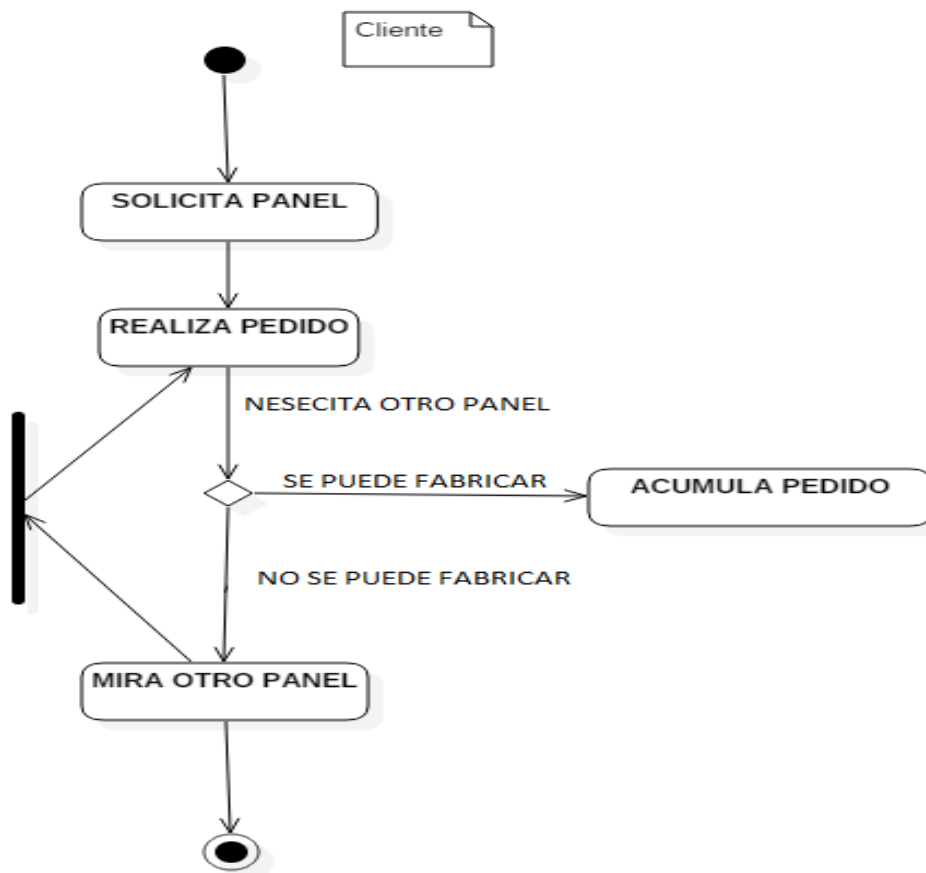 Cliente
SOLICITA PANEL
REALIZA PEDIDO
NESECITA OTRO PANEL
SE PUEDE FABRICAR
ACUMULA PEDIDO
NO SE PUEDE FABRICAR
MIRA OTRO PANEL